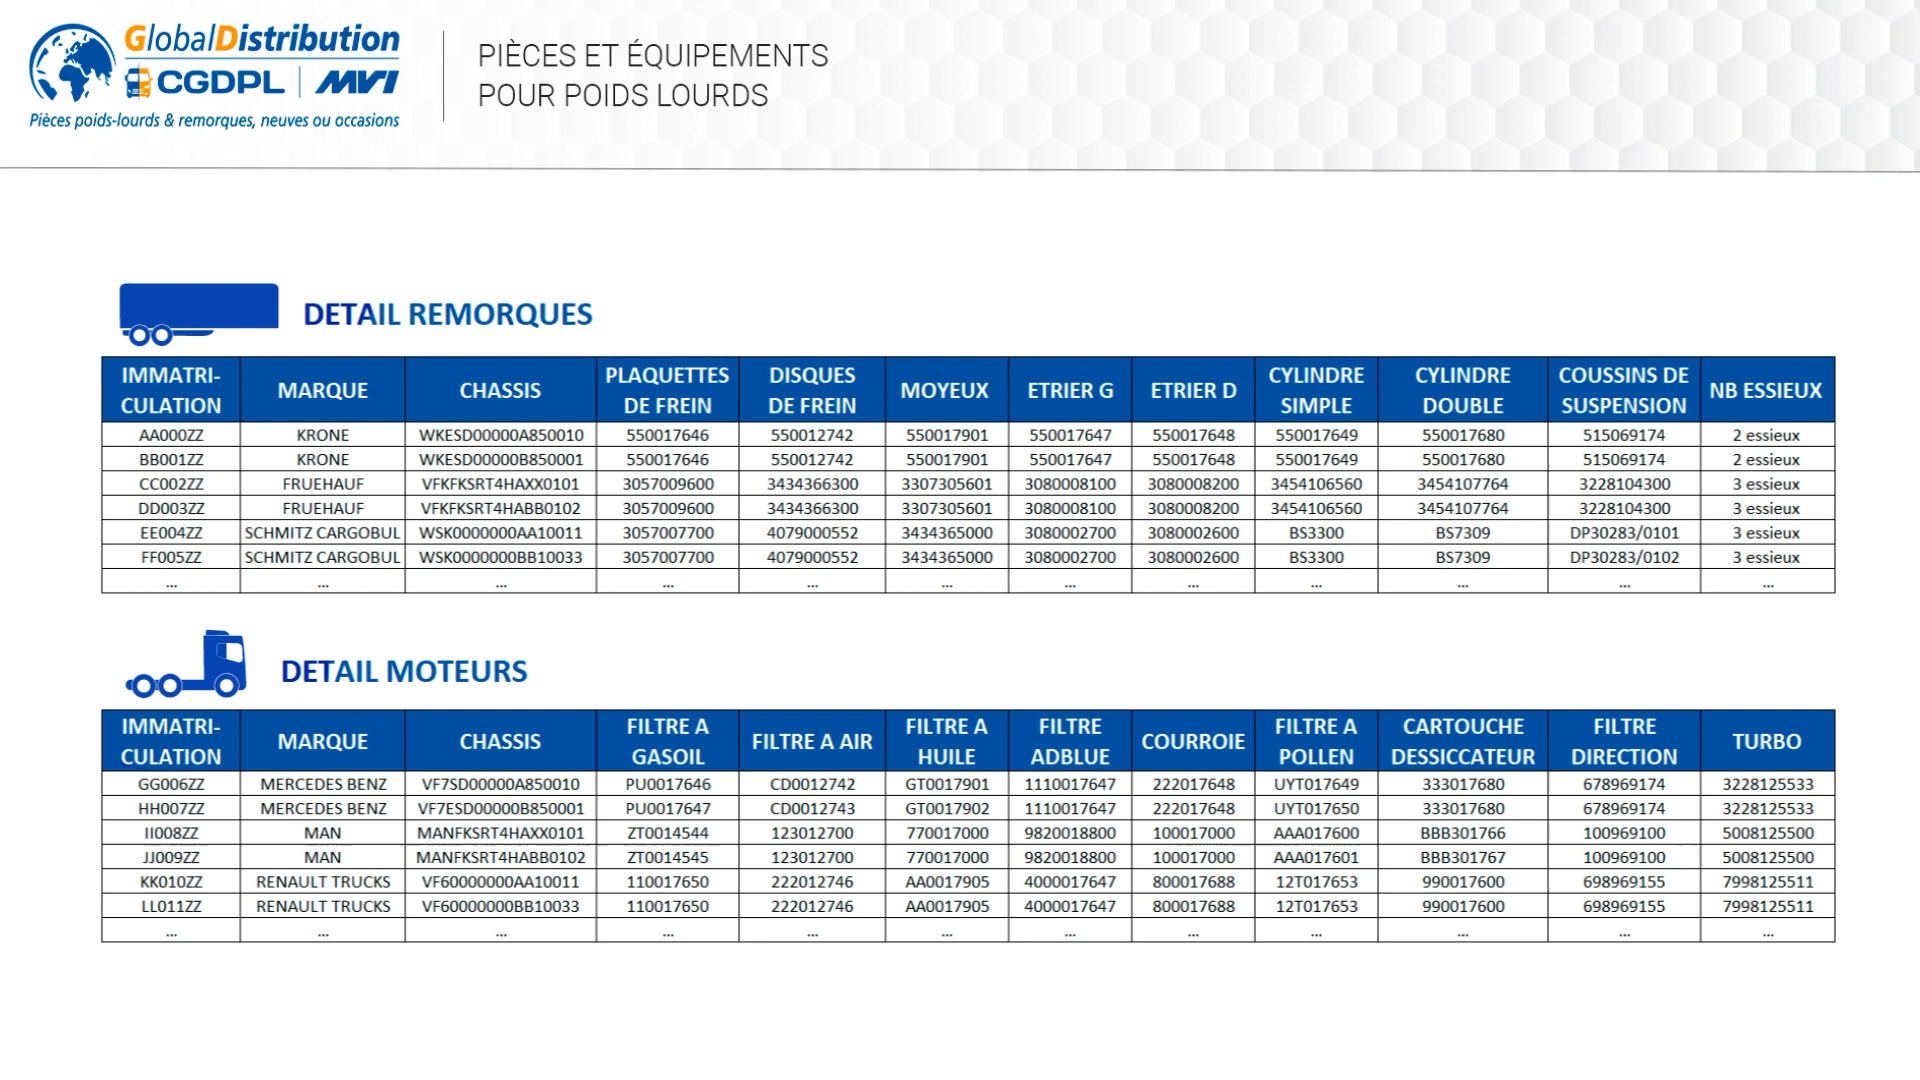 GlobalDistribution
CGDPL | MVI
Pièces poids-lourds & remorques, neuves ou occasions
PIÈCES ET ÉQUIPEMENTS
POUR POIDS LOURDS
DETAIL REMORQUES
IMMATRI-CULATION MARQUE CHASSIS PLAQUETTES DE FREIN DISQUES DE FREIN MOYEUX ETRIER G ETRIER D CYLINDRE SIMPLE CYLINDRE DOUBLE COUSSINS DE SUSPENSION NB ESSIEUX
AA000ZZ KRONE WKESD00000A850010 550017646 550012742 550017901 550017647 550017648 550017649 550017680 515069174 2 essieux
BB001ZZ KRONE WKESD00000B850001 550017646 550012742 550017901 550017647 550017648 550017649 550017680 515069174 2 essieux
CC002ZZ FRUEHAUF VFKFKSRT4HAXX0101 3057009600 3434366300 3307305601 3080008100 3080008200 3454106560 3454107764 3228104300 3 essieux
DD003ZZ FRUEHAUF VFKFKSRT4HABB0102 3057009600 3434366300 3307305601 3080008100 3080008200 3454106560 3454107764 3228104300 3 essieux
EE004ZZ SCHMITZ CARGOBUL WSK0000000AA10011 3057007700 4079000552 3434365000 3080002700 3080002600 BS3300 BS7309 DP30283/0101 3 essieux
FF005ZZ SCHMITZ CARGOBUL WSK0000000BB10033 3057007700 4079000552 3434365000 3080002700 3080002600 BS3300 BS7309 DP30283/0102 3 essieux
... ... ... ... ... ... ... ... ... ... ... ...
DETAIL MOTEURS
IMMATRI-CULATION MARQUE CHASSIS FILTRE A GASOIL FILTRE A AIR FILTRE A HUILE FILTRE ADBLUE COURROIE FILTRE A POLLEN CARTOUCHE DESSICCATEUR FILTRE DIRECTION TURBO
GG006ZZ MERCEDES BENZ VF7SD00000A850010 PU0017646 CD0012742 GT0017901 1110017647 222017648 UYT017649 333017680 678969174 3228125533
HH007ZZ MERCEDES BENZ VF7ESD00000B850001 PU0017647 CD0012743 GT0017902 1110017647 222017648 UYT017650 333017680 678969174 3228125533
II008ZZ MAN MANFKSRT4HAXX0101 ZT0014544 123012700 770017000 9820018800 100017000 AAA017600 BBB301766 100969100 5008125500
JJ009ZZ MAN MANFKSRT4HABB0102 ZT0014545 123012700 770017000 9820018800 100017000 AAA017601 BBB301767 100969100 5008125500
KK010ZZ RENAULT TRUCKS VF60000000AA10011 110017650 222012746 AA0017905 4000017647 800017688 12T017653 990017600 698969155 7998125511
LL011ZZ RENAULT TRUCKS VF60000000BB10033 110017650 222012746 AA0017905 4000017647 800017688 12T017653 990017600 698969155 7998125511
... ... ... ... ... ... ... ... ... ... ... ...